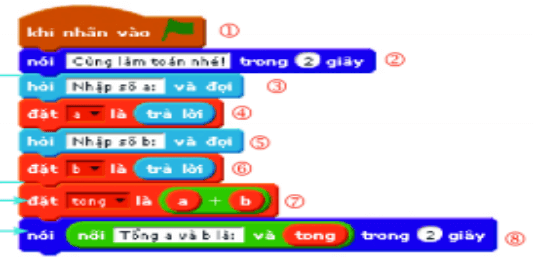 khi nhấn vào ①
nói Cùng làm toán nhé! trong 2 giây ②
hỏi Nhập số a: và đợi ③
đặt a là trả lời ④
hỏi Nhập số b: và đợi ⑤
đặt b là trả lời ⑥
đặt tong là a + b ⑦
nói nối Tổng a và b là: và tong trong 2 giây ⑧